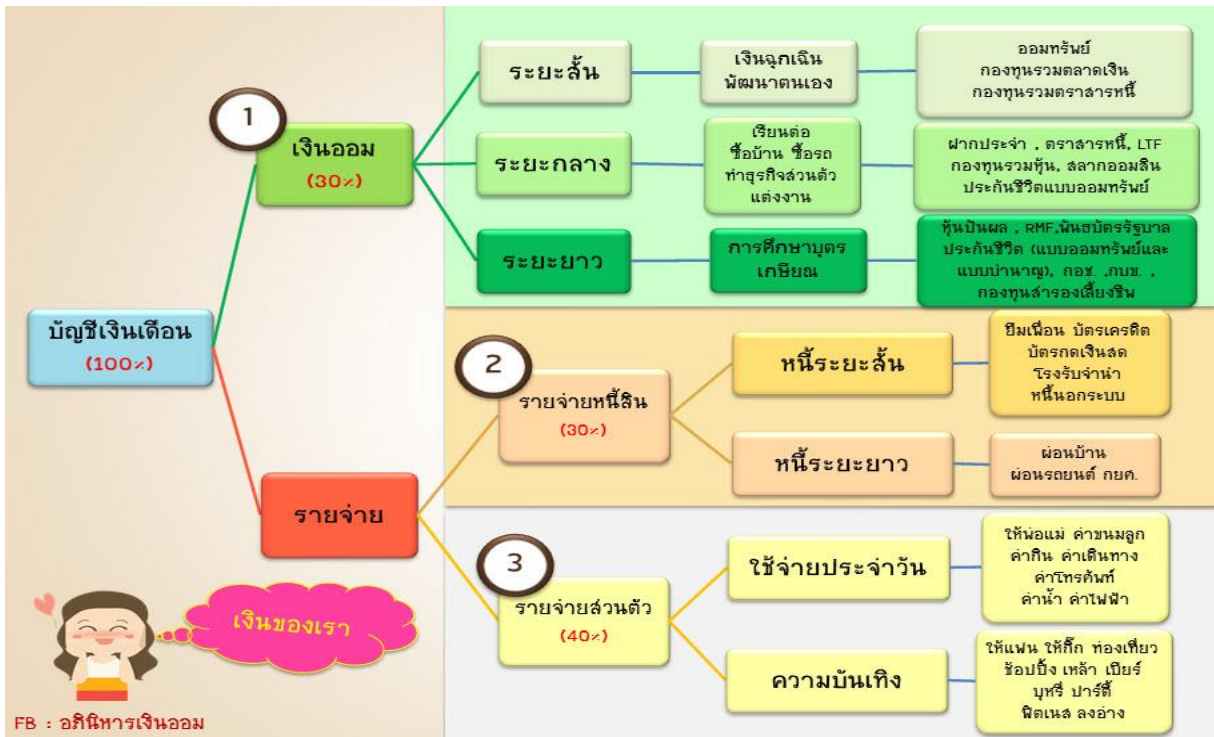 บัญชีเงินเดือน
(100%)
1
เงินออม
(30%)
ระยะสั้น
เงินฉุกเฉิน
พัฒนาตนเอง
ออมทรัพย์
กองทุนรวมตลาดเงิน
กองทุนรวมตราสารหนี้
ระยะกลาง
เรียนต่อ
ซื้อบ้าน ซื้อรถ
ทำธุรกิจส่วนตัว
แต่งงาน
ฝากประจำ , ตราสารหนี้, LTF
กองทุนรวมหุ้น, สลากออมสิน
ประกันชีวิตแบบออมทรัพย์
ระยะยาว
การศึกษาบุตร
เกษียณ
หุ้นปันผล , RMF,พันธบัตรรัฐบาล
ประกันชีวิต (แบบออมทรัพย์และ
แบบบำนาญ), กอช. ,กบข. ,
กองทุนสำรองเลี้ยงชีพ
รายจ่าย
2
รายจ่ายหนี้สิน
(30%)
หนี้ระยะสั้น
ยืมเพื่อน บัตรเครดิต
บัตรกดเงินสด
โรงรับจำนำ
หนี้นอกระบบ
หนี้ระยะยาว
ผ่อนบ้าน
ผ่อนรถยนต์ กยศ.
3
รายจ่ายส่วนตัว
(40%)
ใช้จ่ายประจำวัน
ให้พ่อแม่ ค่าขนมลูก
ค่ากิน ค่าเดินทาง
ค่าโทรศัพท์
ค่าน้ำ ค่าไฟฟ้า
ความบันเทิง
ให้แฟน ให้กิ๊ก ท่องเที่ยว
ช้อปปิ้ง เหล้า เบียร์
บุหรี่ ปาร์ตี้
ฟิตเนส ลงอ่าง
เงินของเรา
FB : อภินิหารเงินออม